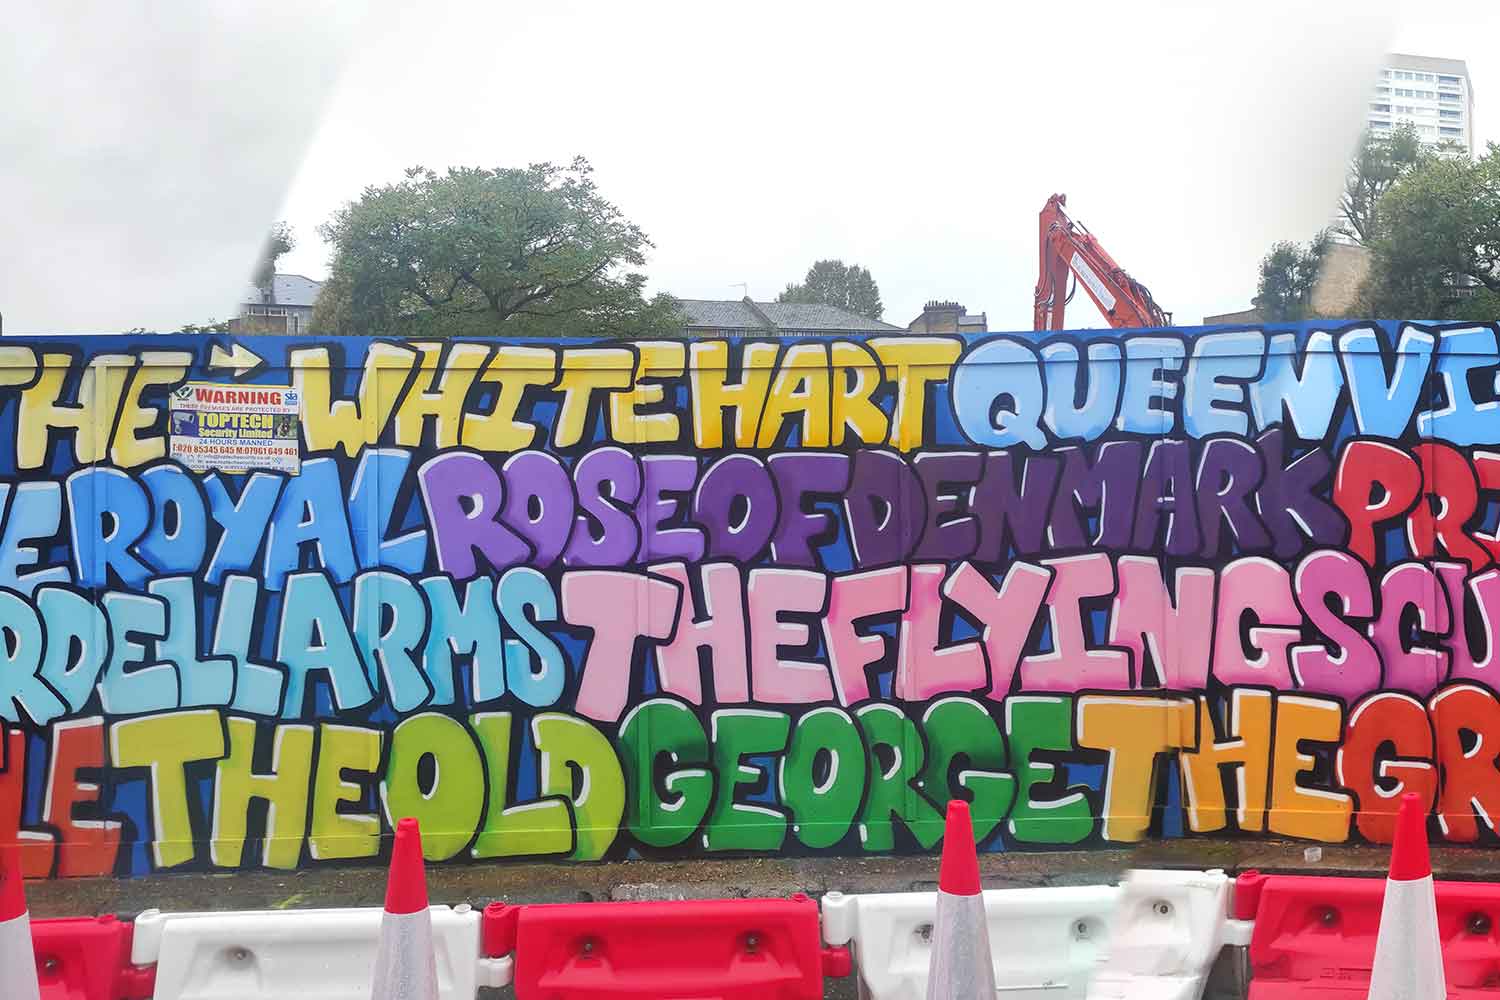 THE WHITE HART QUEEN VI
E ROYAL ROSE OF DENMARK PRI
RDELL ARMS THE FLYING SCU
LE THE OLD GEORGE THE GR
WARNING
sia
THESE PREMISES ARE PROTECTED BY
TOPTECH
Security Limited
24 HOURS MANNED
T:020 85345 645 M:07961 649 461